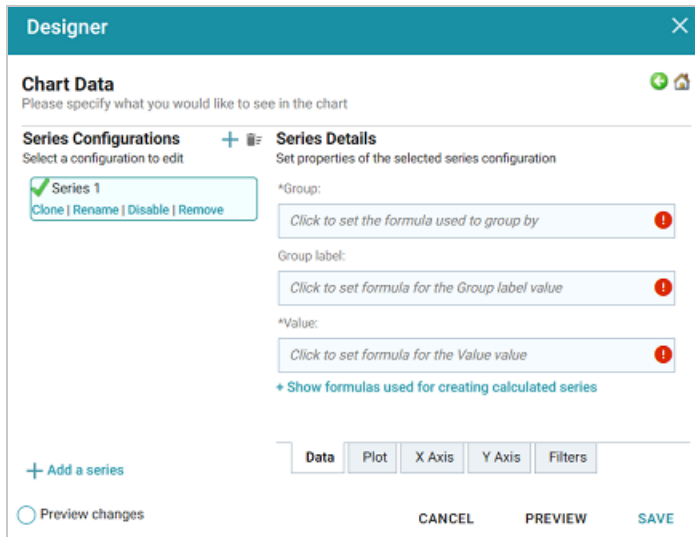 Designer
Chart Data
Please specify what you would like to see in the chart
Series Configurations
Select a configuration to edit
Series 1
Clone | Rename | Disable | Remove
+ Add a series
Preview changes
Series Details
Set properties of the selected series configuration
*Group:
Click to set the formula used to group by
Group label:
Click to set formula for the Group label value
*Value:
Click to set formula for the Value value
+ Show formulas used for creating calculated series
Data Plot X Axis Y Axis Filters
CANCEL PREVIEW SAVE